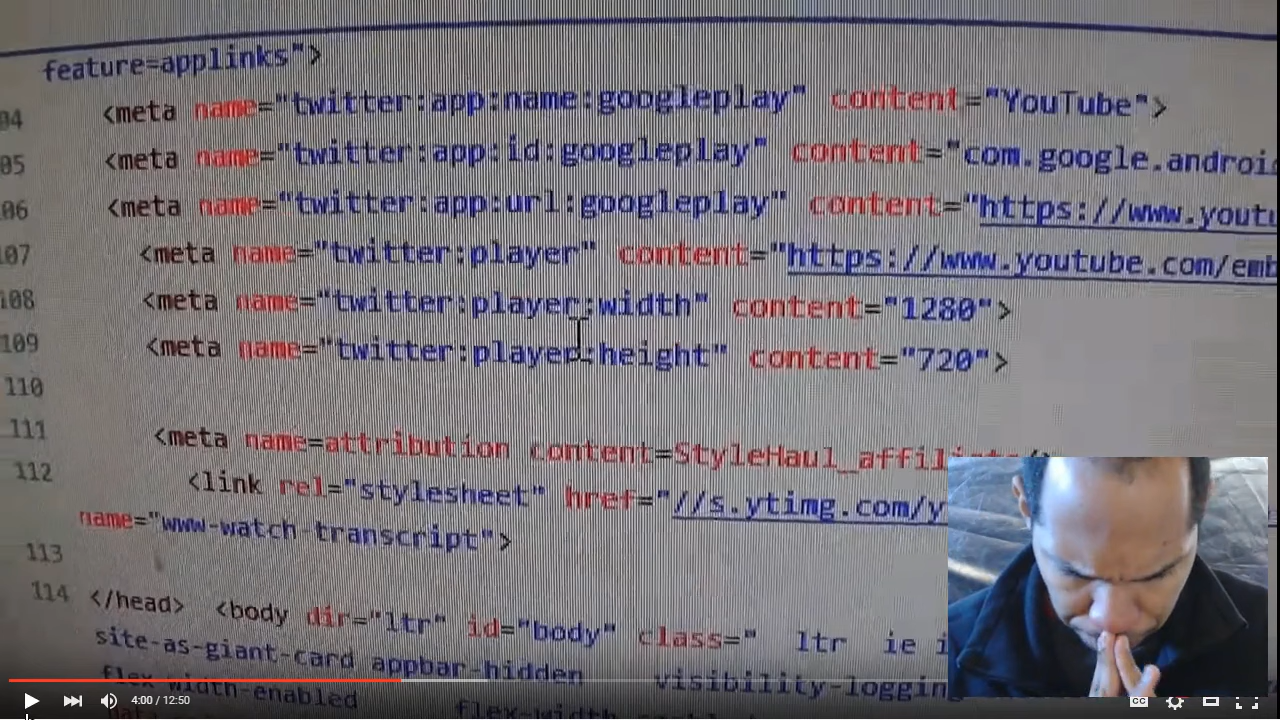 feature=applinks">
04 <meta name="twitter:app:name:googleplay" content="YouTube">
05 <meta name="twitter:app:id:googleplay" content="com.google.androi
06 <meta name="twitter:app:url:googleplay" content="https://www.youtu
107 <meta name="twitter:player" content="https://www.youtube.com/emb
108 <meta name="twitter:player:width" content="1280">
109 <meta name="twitter:player:height" content="720">
110
111 <meta name=attribution content=StyleHaul_affiliate/>
112 <link rel="stylesheet" href="//s.ytimg.com/y
name="www-watch-transcript">
113
114 </head> <body dir="ltr" id="body" class=" ltr ie i
site-as-giant-card appbar-hidden visibility-logging
flex-width-enabled
4:00 / 12:50 CC